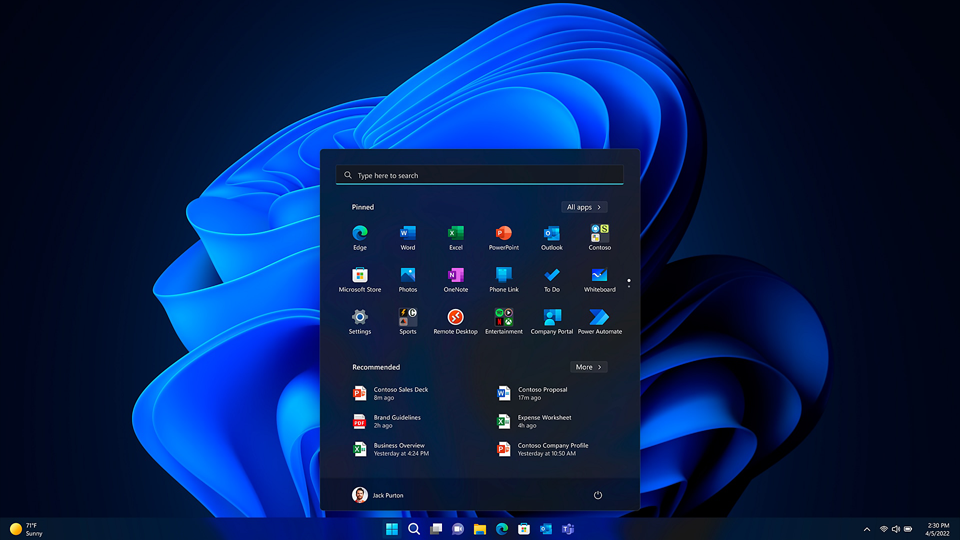 Type here to search
Pinned
All apps
Edge
Word
Excel
PowerPoint
Outlook
Contoso
Microsoft Store
Photos
OneNote
Phone Link
To Do
Whiteboard
Settings
Sports
Remote Desktop
Entertainment
Company Portal
Power Automate
Recommended
More
Contoso Sales Deck
8m ago
Contoso Proposal
17m ago
Brand Guidelines
2h ago
Expense Worksheet
4h ago
Business Overview
Yesterday at 4:24 PM
Contoso Company Profile
Yesterday at 10:50 AM
Jack Purton
71°F
Sunny
2:30 PM
4/5/2022